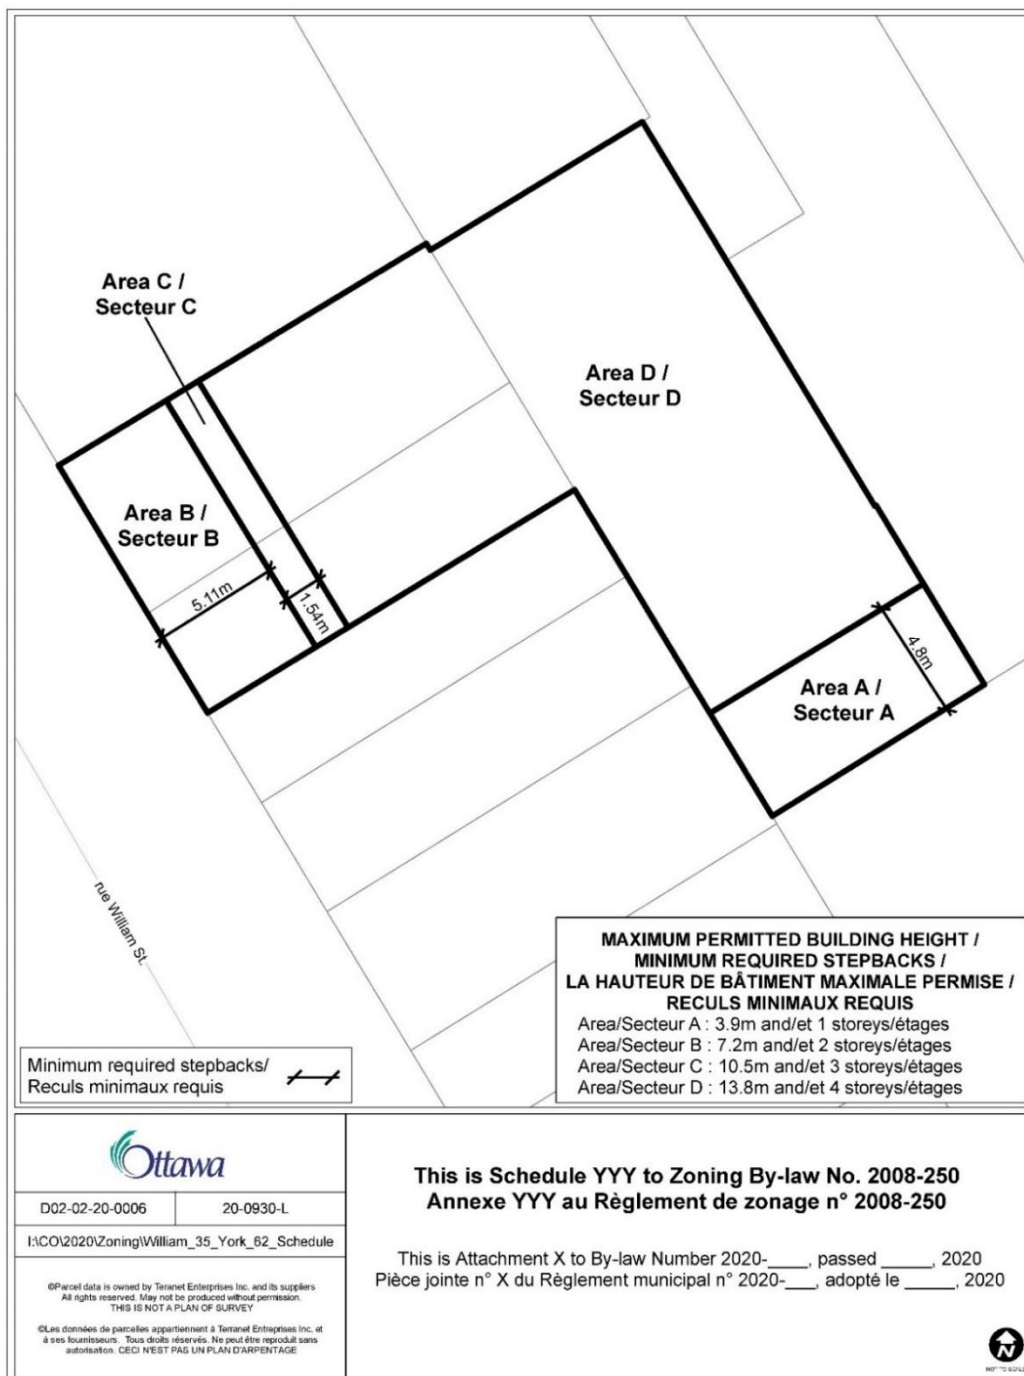 Area C /
Secteur C
Area D /
Secteur D
Area B /
Secteur B
5.11m
1.54m
4.8m
Area A /
Secteur A
rue William St.
MAXIMUM PERMITTED BUILDING HEIGHT /
MINIMUM REQUIRED STEPBACKS /
LA HAUTEUR DE BÂTIMENT MAXIMALE PERMISE /
RECULS MINIMAUX REQUIS
Area/Secteur A : 3.9m and/et 1 storeys/étages
Area/Secteur B : 7.2m and/et 2 storeys/étages
Area/Secteur C : 10.5m and/et 3 storeys/étages
Area/Secteur D : 13.8m and/et 4 storeys/étages
Minimum required stepbacks/
Reculs minimaux requis
Ottawa
D02-02-20-0006 20-0930-L
I:\CO\2020\Zoning\William_35_York_62_Schedule
©Parcel data is owned by Teranet Enterprises Inc. and its suppliers
All rights reserved. May not be produced without permission.
THIS IS NOT A PLAN OF SURVEY
©Les données de parcelles appartiennent à Teranet Entreprises Inc. et
à ses fournisseurs. Tous droits réservés. Ne peut être reproduit sans
autorisation. CECI N'EST PAS UN PLAN D'ARPENTAGE
This is Schedule YYY to Zoning By-law No. 2008-250
Annexe YYY au Règlement de zonage n° 2008-250
This is Attachment X to By-law Number 2020-____, passed _____, 2020
Pièce jointe n° X du Règlement municipal n° 2020-___, adopté le _____, 2020
N
NOT TO SCALE